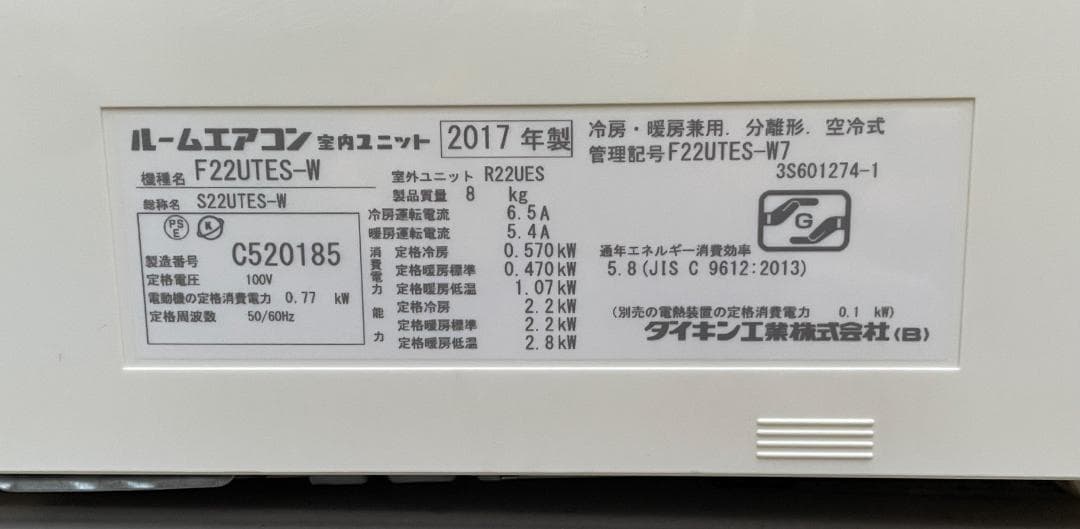 ルームエアコン 室内ユニット 2017 年製
機種名 F22UTES-W
総称名 S22UTES-W
PS
E
製造番号 C520185
定格電圧 100V
電動機の定格消費電力 0.77 kW
定格周波数 50/60Hz
室外ユニット R22UES
製品質量 8 kg
冷房運転電流 6.5A
暖房運転電流 5.4A
消費電力
定格冷房 0.570kW
定格暖房標準 0.470kW
定格暖房低温 1.07kW
能力
定格冷房 2.2kW
定格暖房標準 2.2kW
定格暖房低温 2.8kW
冷房・暖房兼用. 分離形. 空冷式
管理記号F22UTES-W7
3S601274-1
G
通年エネルギー消費効率
5.8(JIS C 9612:2013)
(別売の電熱装置の定格消費電力 0.1 kW)
ダイキン工業株式会社(B)